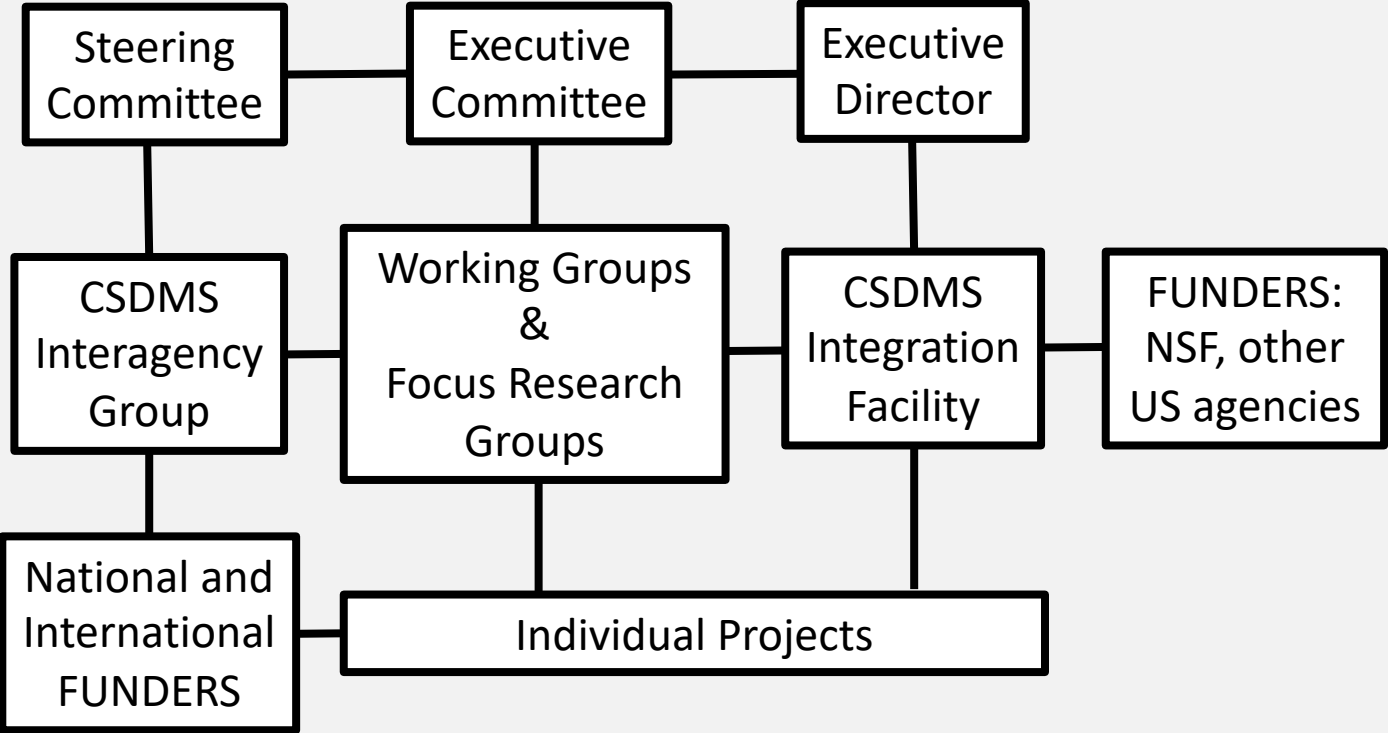 Steering
Committee
Executive
Committee
Executive
Director
CSDMS
Interagency
Group
Working Groups
&
Focus Research
Groups
CSDMS
Integration
Facility
FUNDERS:
NSF, other
US agencies
National and
International
FUNDERS
Individual Projects